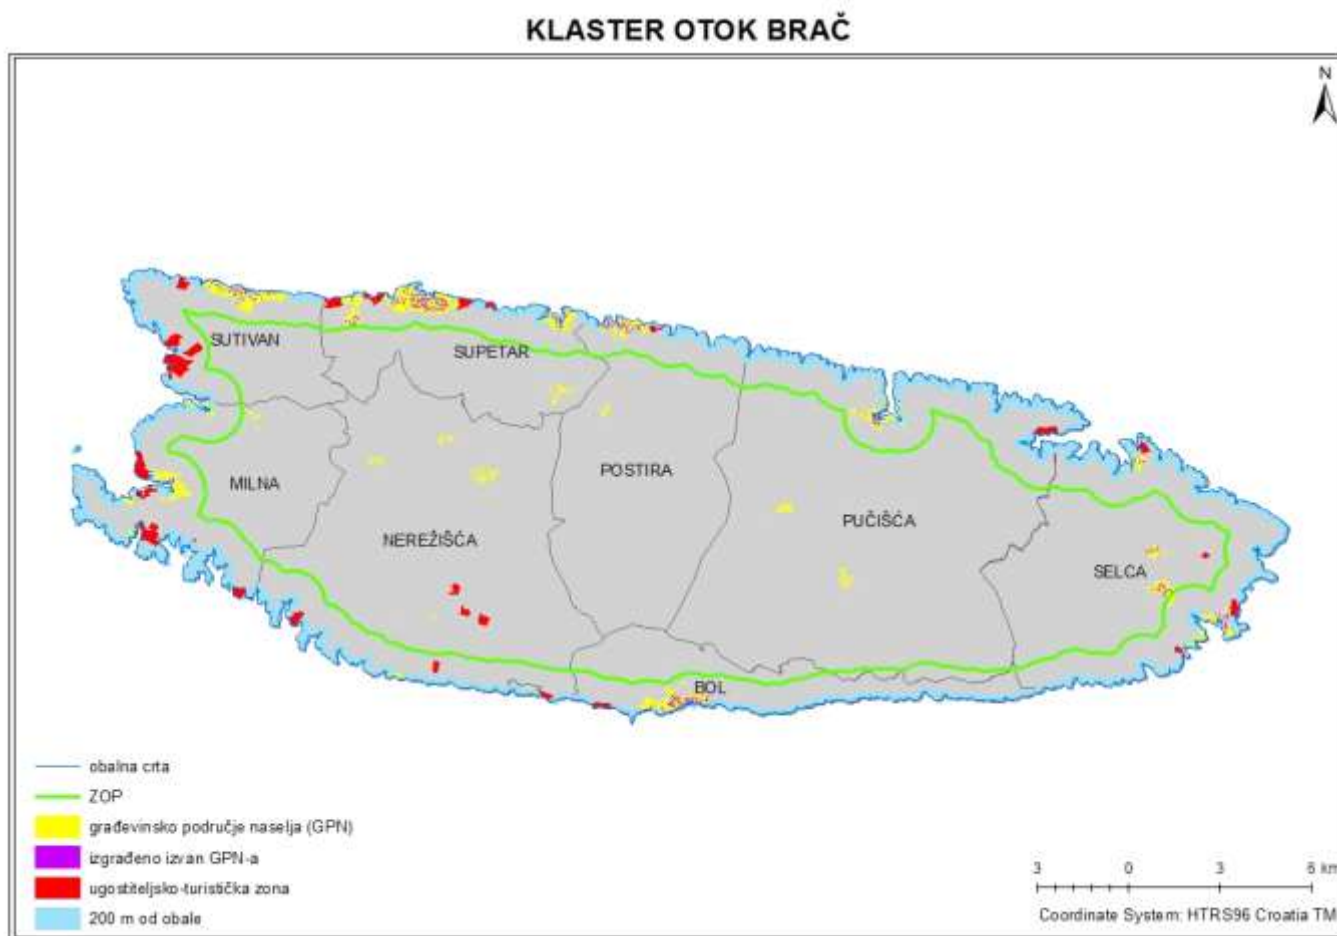 KLASTER OTOK BRAČ
N
SUTIVAN
SUPETAR
POSTIRA
MILNA
PUČIŠĆA
NEREŽIŠĆA
SELCA
BOL
obalna crta
ZOP
građevinsko područje naselja (GPN)
izgrađeno izvan GPN-a
ugostiteljsko-turistička zona
200 m od obale
3 0 3 6 km
Coordinate System: HTRS96 Croatia TM